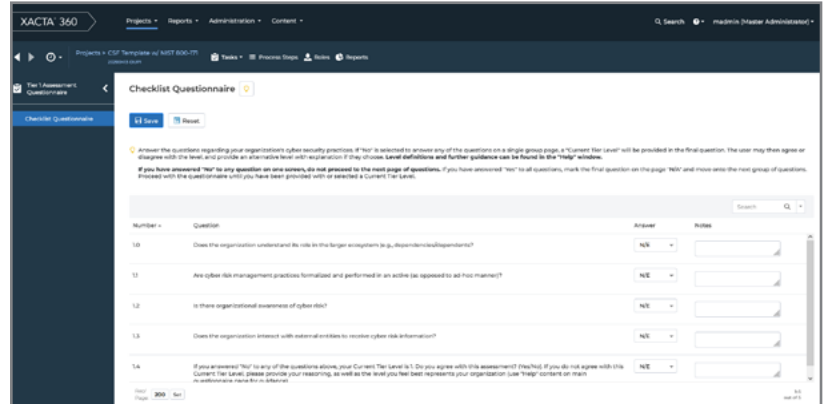 XACTA 360
Projects Reports Administration Content
Search madmin (Master Administrator)
Projects > CSF Template w/ NIST 800-171
Tasks Process Steps Roles Reports
Tier 1 Assessment
Questionnaire
Checklist Questionnaire
Checklist Questionnaire
Save Reset
Answer the questions regarding your organization's cyber security practices. If "No" is selected to answer any of the questions on a single group page, a "Current Tier Level" will be provided in the final question. The user may then agree or
disagree with the level, and provide an alternative level with explanation if they choose. Level definitions and further guidance can be found in the "Help" window.
If you have answered "No" to any question on one screen, do not proceed to the next page of questions. If you have answered "Yes" to all questions, mark the final question on the page "N/A" and move onto the next group of questions.
Proceed with the questionnaire until you have been provided with or selected a Current Tier Level.
Search
Number Question Answer Notes
1.0 Does the organization understand its role in the larger ecosystem (e.g., dependencies/dependents)? N/E
1.1 Are cyber risk management practices formalized and performed in an active (as opposed to ad-hoc manner)? N/E
1.2 Is there organizational awareness of cyber risk? N/E
1.3 Does the organization interact with external entities to receive cyber risk information? N/E
1.4 If you answered "No" to any of the questions above, your Current Tier Level is 1. Do you agree with this assessment? (Yes/No). If you do not agree with this N/E
Current Tier Level, please provide your reasoning, as well as the level you feel best represents your organization (use "Help" content on main
questionnaire page for guidance).
Per
Page 200 Set
1-5
out of 5